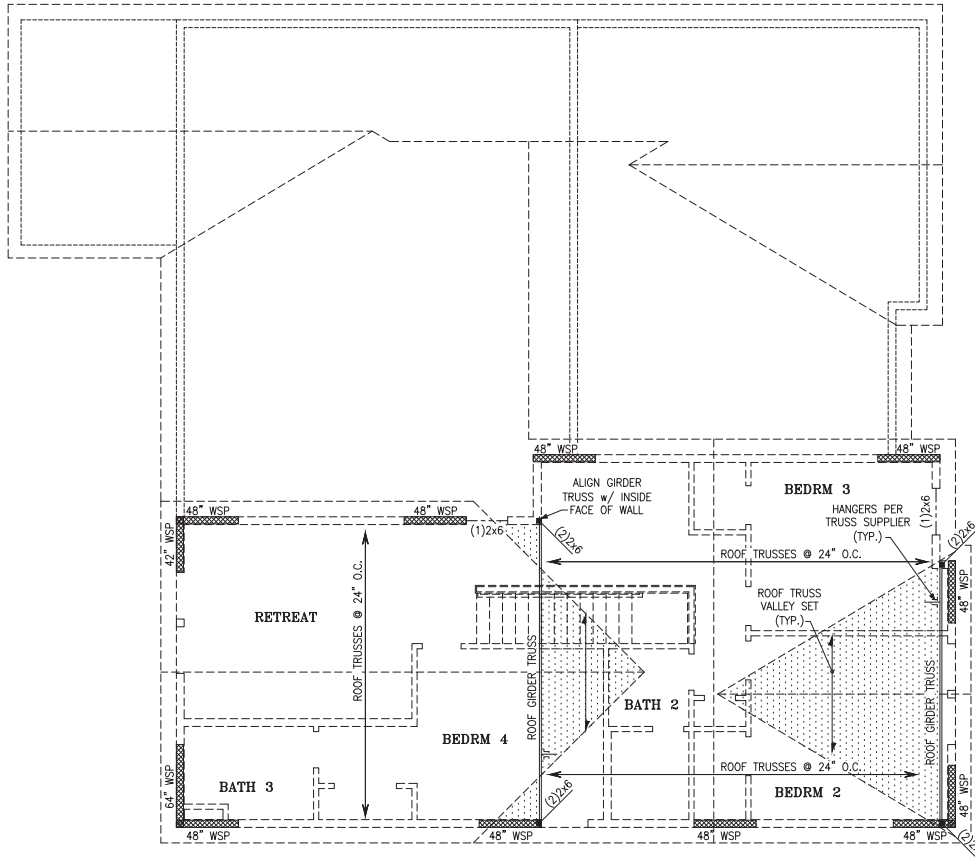 48" WSP
48" WSP
ALIGN GIRDER
TRUSS w/ INSIDE
FACE OF WALL
BEDRM 3
HANGERS PER
TRUSS SUPPLIER
(TYP.)
(1)2x6
48" WSP
48" WSP
(1)2x6
(2)2x6
(2)2x6
42" WSP
ROOF TRUSSES @ 24" O.C.
48" WSP
ROOF TRUSS
VALLEY SET
(TYP.)
RETREAT
ROOF TRUSSES @ 24" O.C.
ROOF GIRDER TRUSS
BATH 2
ROOF GIRDER TRUSS
BEDRM 4
ROOF TRUSSES @ 24" O.C.
BATH 3
64" WSP
(2)2x6
BEDRM 2
48" WSP
48" WSP
48" WSP
48" WSP
48" WSP